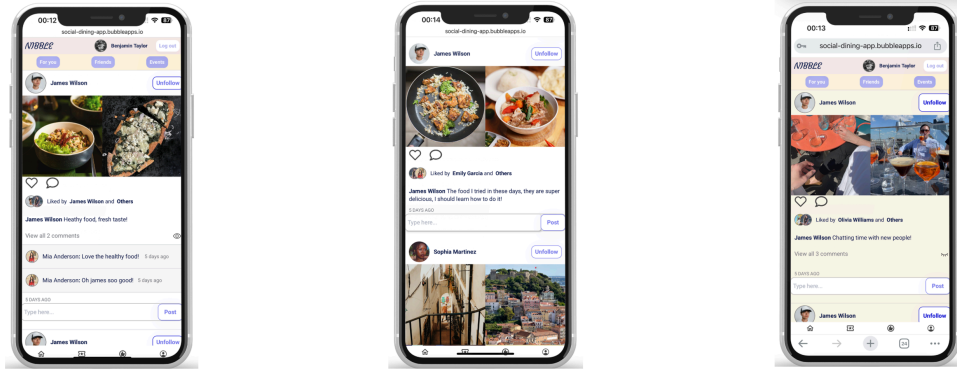 00:12
87
social-dining-app.bubbleapps.io
NIBBLE
Benjamin Taylor
Log out
For you
Friends
Events
James Wilson
Unfollow
Liked by James Wilson and Others
James Wilson Heathy food, fresh taste!
View all 2 comments
Mia Anderson: Love the healthy food! 5 days ago
Mia Anderson: Oh james soo good! 5 days ago
5 DAYS AGO
Type here...
Post
James Wilson
Unfollow
00:14
87
social-dining-app.bubbleapps.io
James Wilson
Unfollow
Liked by Emily Garcia and Others
James Wilson The food I tried in these days, they are super
delicious, I should learn how to do it!
5 DAYS AGO
Type here...
Post
Sophia Martinez
Unfollow
00:13
87
social-dining-app.bubbleapps.io
NIBBLE
Benjamin Taylor
Log out
For you
Friends
Events
James Wilson
Unfollow
Liked by Olivia Williams and Others
James Wilson Chatting time with new people!
View all 3 comments
5 DAYS AGO
Type here...
Post
James Wilson
Unfollow
24